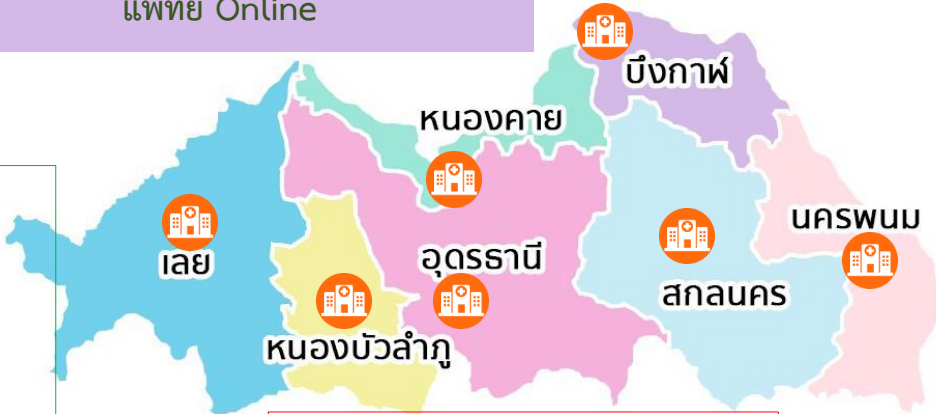 แพทย์ Online
บึงกาฬ
หนองคาย
นครพนม
อุดรธานี
เลย
สกลนคร
หนองบัวลำภู